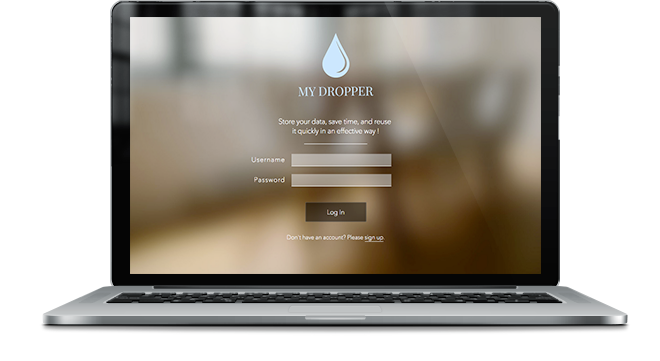 MY DROPPER
Store your data, save time, and reuse
it quickly in an effective way !
Username
Password
Log In
Don't have an account? Please sign up.